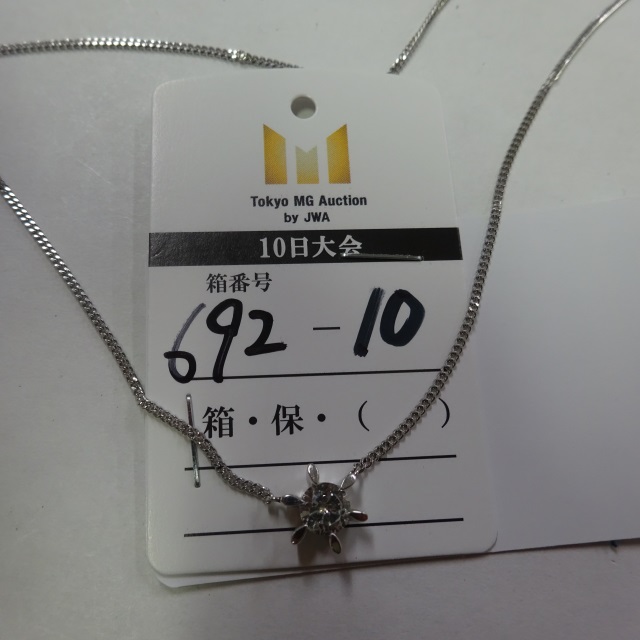 Tokyo MG Auction
by JWA
10日大会
箱番号
692-10
箱・保・（　　）